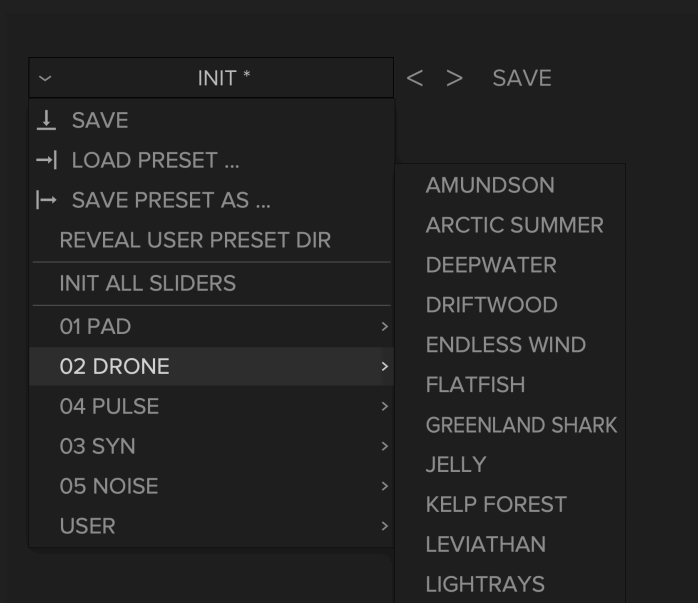 INIT * < > SAVE
SAVE
LOAD PRESET ...
SAVE PRESET AS ...
REVEAL USER PRESET DIR
INIT ALL SLIDERS
01 PAD >
02 DRONE >
04 PULSE >
03 SYN >
05 NOISE >
USER >
AMUNDSON
ARCTIC SUMMER
DEEPWATER
DRIFTWOOD
ENDLESS WIND
FLATFISH
GREENLAND SHARK
JELLY
KELP FOREST
LEVIATHAN
LIGHTRAYS